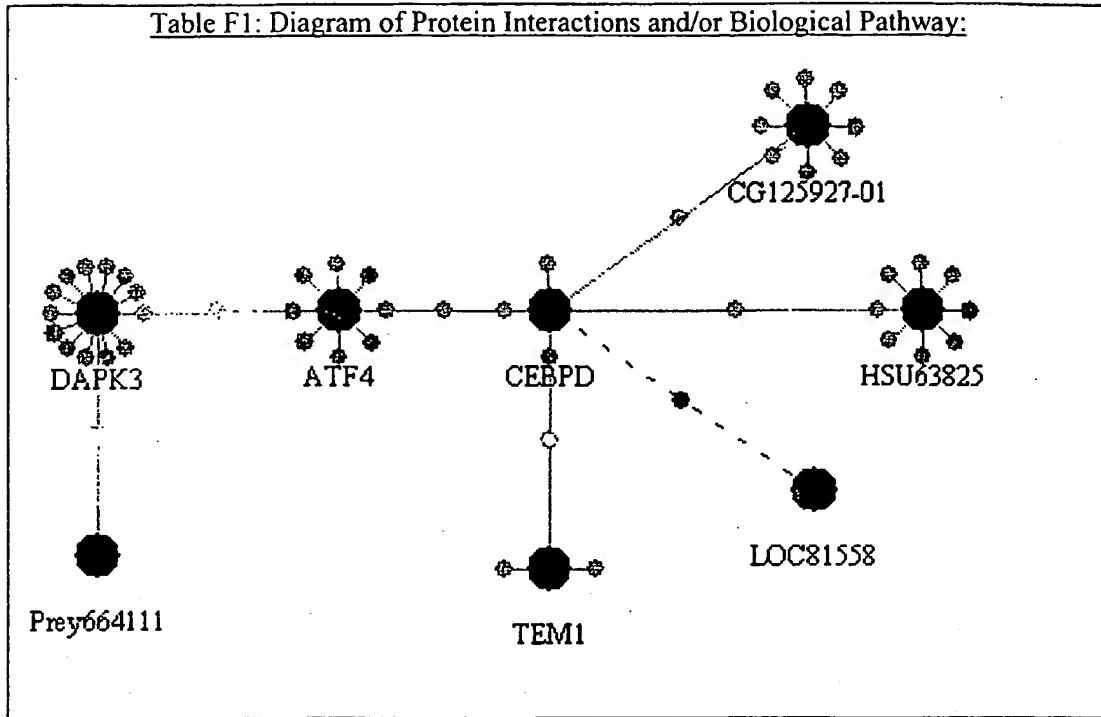 Table F1: Diagram of Protein Interactions and/or Biological Pathway:
CG125927-01
DAPK3
ATF4
CEBPD
HSU63825
LOC81558
Prey664111
TEM1